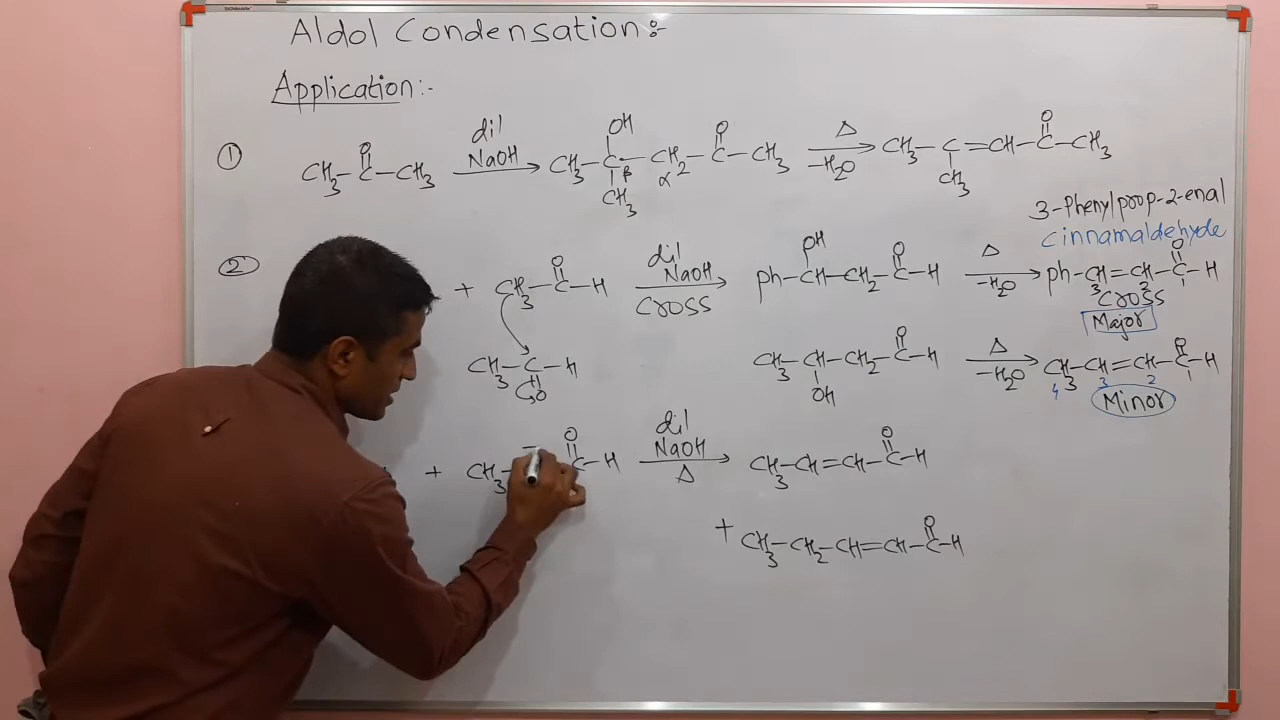 SIGNMARK
Aldol Condensation:-
Application:-
① CH3-C(=O)-CH3 dil NaOH → CH3-C(OH)(CH3)-CH2-C(=O)-CH3 Δ -H2O → CH3-C(CH3)=CH-C(=O)-CH3
β α
3-Phenylprop-2-enal
cinnamaldehyde
② + CH3-C(=O)-H dil NaOH CROSS → ph-CH(OH)-CH2-C(=O)-H Δ -H2O → ph-CH=CH-C(=O)-H
3 2
CROSS
Major
CH3-C(=O)-H CH3-CH(OH)-CH2-C(=O)-H Δ -H2O → CH3-CH=CH-C(=O)-H
4 3 2
Minor
+ CH3- C(=O)-H dil NaOH Δ → CH3-CH=CH-C(=O)-H
+ CH3-CH2-CH=CH-C(=O)-H